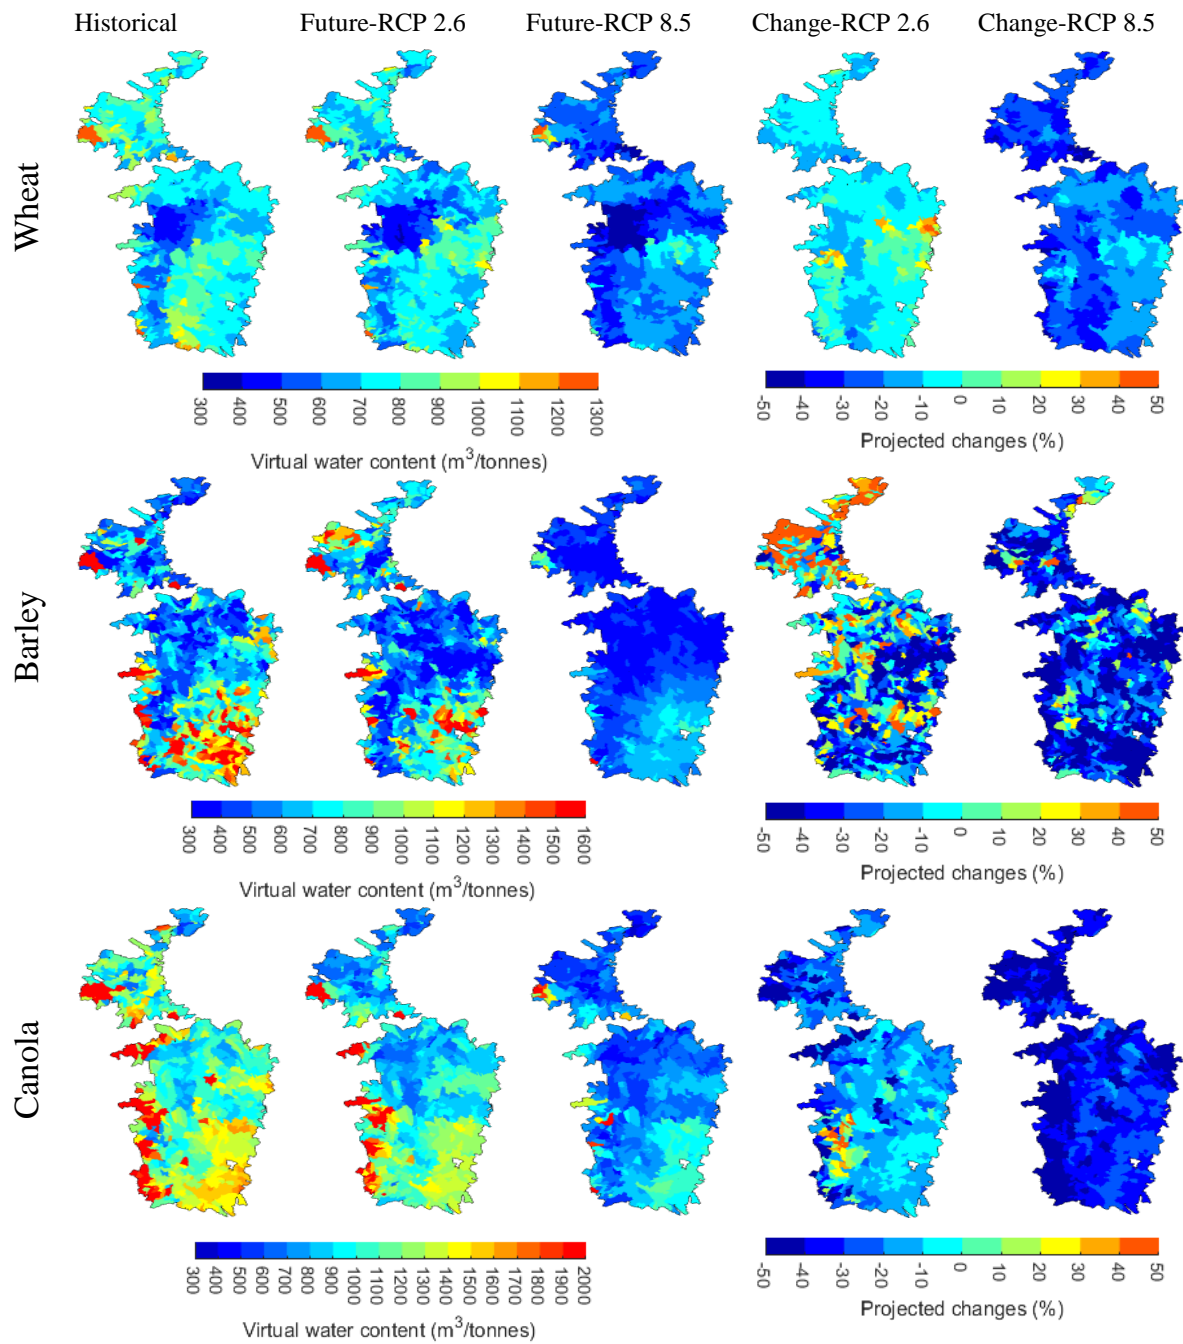 Historical Future-RCP 2.6 Future-RCP 8.5 Change-RCP 2.6 Change-RCP 8.5
Wheat
300 400 500 600 700 800 900 1000 1100 1200 1300
Virtual water content (m³/tonnes)
-50 -40 -30 -20 -10 0 10 20 30 40 50
Projected changes (%)
Barley
300 400 500 600 700 800 900 1000 1100 1200 1300 1400 1500 1600
Virtual water content (m³/tonnes)
-50 -40 -30 -20 -10 0 10 20 30 40 50
Projected changes (%)
Canola
300 400 500 600 700 800 900 1000 1100 1200 1300 1400 1500 1600 1700 1800 1900 2000
Virtual water content (m³/tonnes)
-50 -40 -30 -20 -10 0 10 20 30 40 50
Projected changes (%)